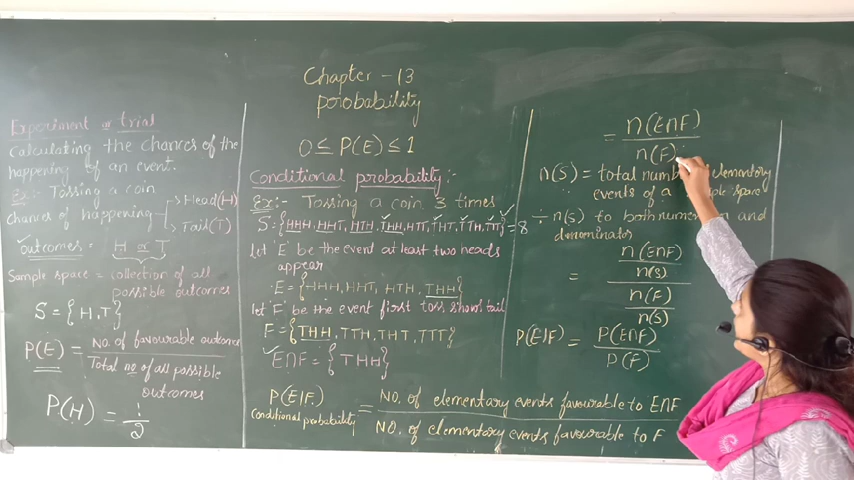 Chapter - 13
probability
0 ≤ P(E) ≤ 1
Experiment or trial
Calculating the chances of the
happening of an event.
Ex:- Tossing a coin
chances of happening → Head(H)
→ Tail(T)
outcomes = H or T
Sample space = collection of all
possible outcomes
S = {H,T}
P(E) = No. of favourable outcome
Total no of all possible
outcomes
P(H) = 1
2
Conditional probability:-
Ex:- Tossing a coin 3 times
S = {HHH, HHT, HTH, THH, HTT, THT, TTH, TTT} = 8
let 'E' be the event at least two heads
appear
E = {HHH, HHT, HTH, THH}
let 'F' be the event first toss shows tail
F = {THH, TTH, THT, TTT}
E∩F = {THH}
P(E|F) = NO. of elementary events favourable to E∩F
conditional probability NO. of elementary events favourable to F
= n(E∩F)
n(F)
n(S) = total elementary
events of a space
÷ n(S) to both and
denominator
= n(E∩F)
n(S)
n(F)
n(S)
P(E|F) = P(E∩F)
P(F)